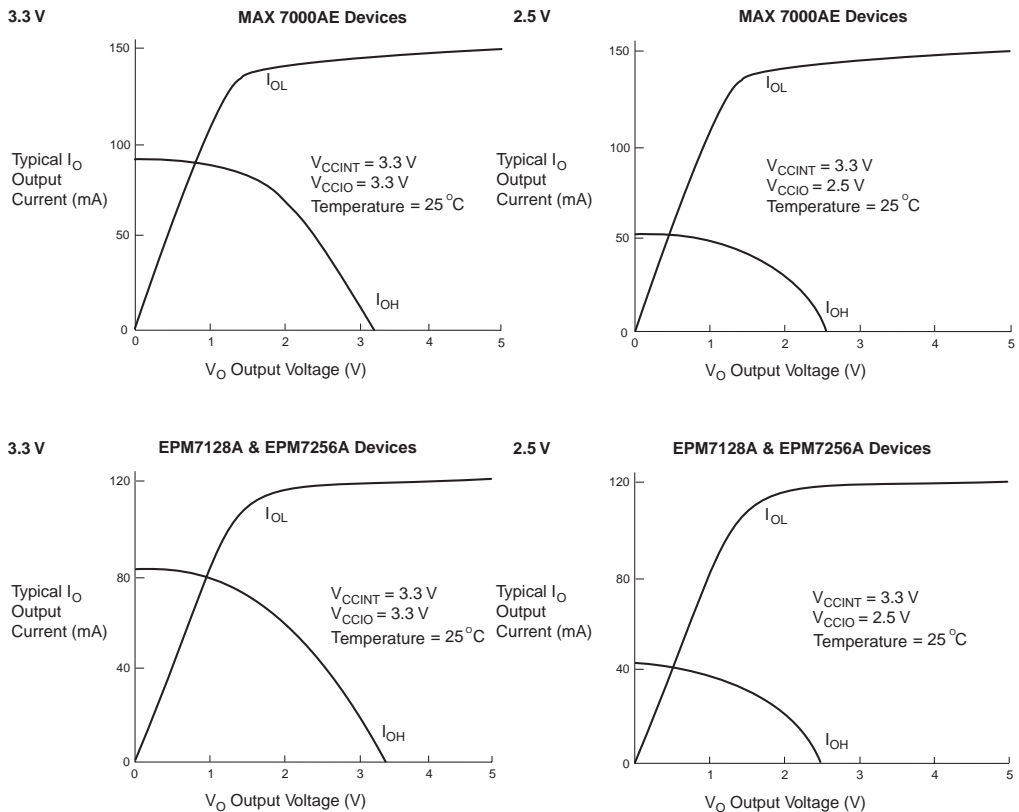 3.3 V
MAX 7000AE Devices
150
I_OL
100
Typical I_O
Output
Current (mA)
V_CCINT = 3.3 V
V_CCIO = 3.3 V
Temperature = 25 °C
50
I_OH
0
0 1 2 3 4 5
V_O Output Voltage (V)
2.5 V
MAX 7000AE Devices
150
I_OL
100
Typical I_O
Output
Current (mA)
V_CCINT = 3.3 V
V_CCIO = 2.5 V
Temperature = 25 °C
50
I_OH
0
0 1 2 3 4 5
V_O Output Voltage (V)
3.3 V
EPM7128A & EPM7256A Devices
120
I_OL
80
Typical I_O
Output
Current (mA)
V_CCINT = 3.3 V
V_CCIO = 3.3 V
Temperature = 25 °C
40
I_OH
0
0 1 2 3 4 5
V_O Output Voltage (V)
2.5 V
EPM7128A & EPM7256A Devices
120
I_OL
80
Typical I_O
Output
Current (mA)
V_CCINT = 3.3 V
V_CCIO = 2.5 V
Temperature = 25 °C
40
I_OH
0
0 1 2 3 4 5
V_O Output Voltage (V)